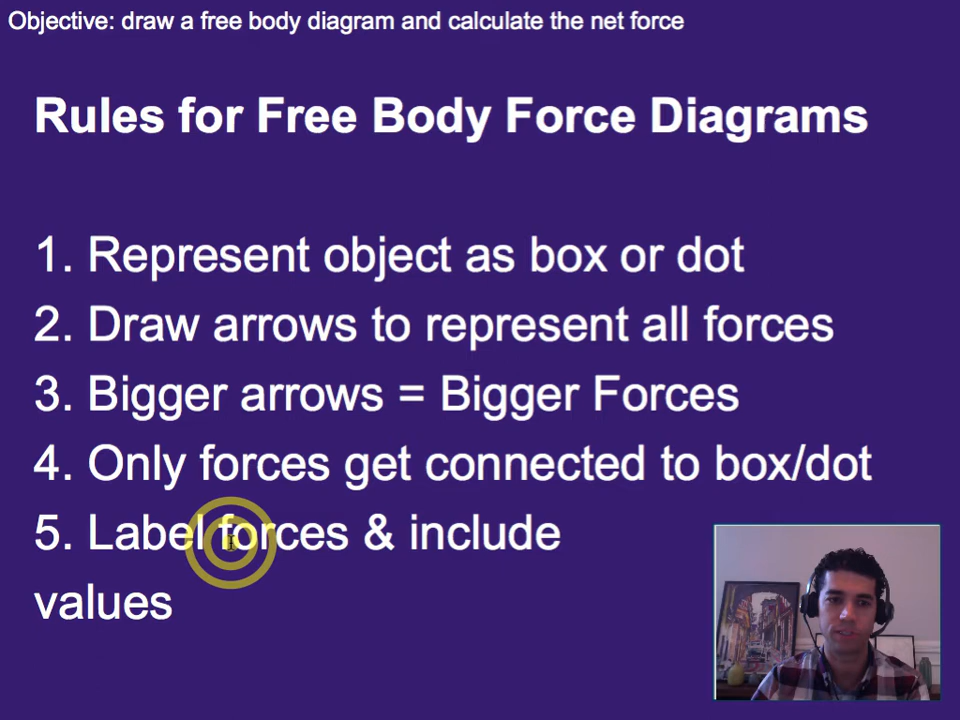 Objective: draw a free body diagram and calculate the net force
Rules for Free Body Force Diagrams
1. Represent object as box or dot
2. Draw arrows to represent all forces
3. Bigger arrows = Bigger Forces
4. Only forces get connected to box/dot
5. Label forces & include
values